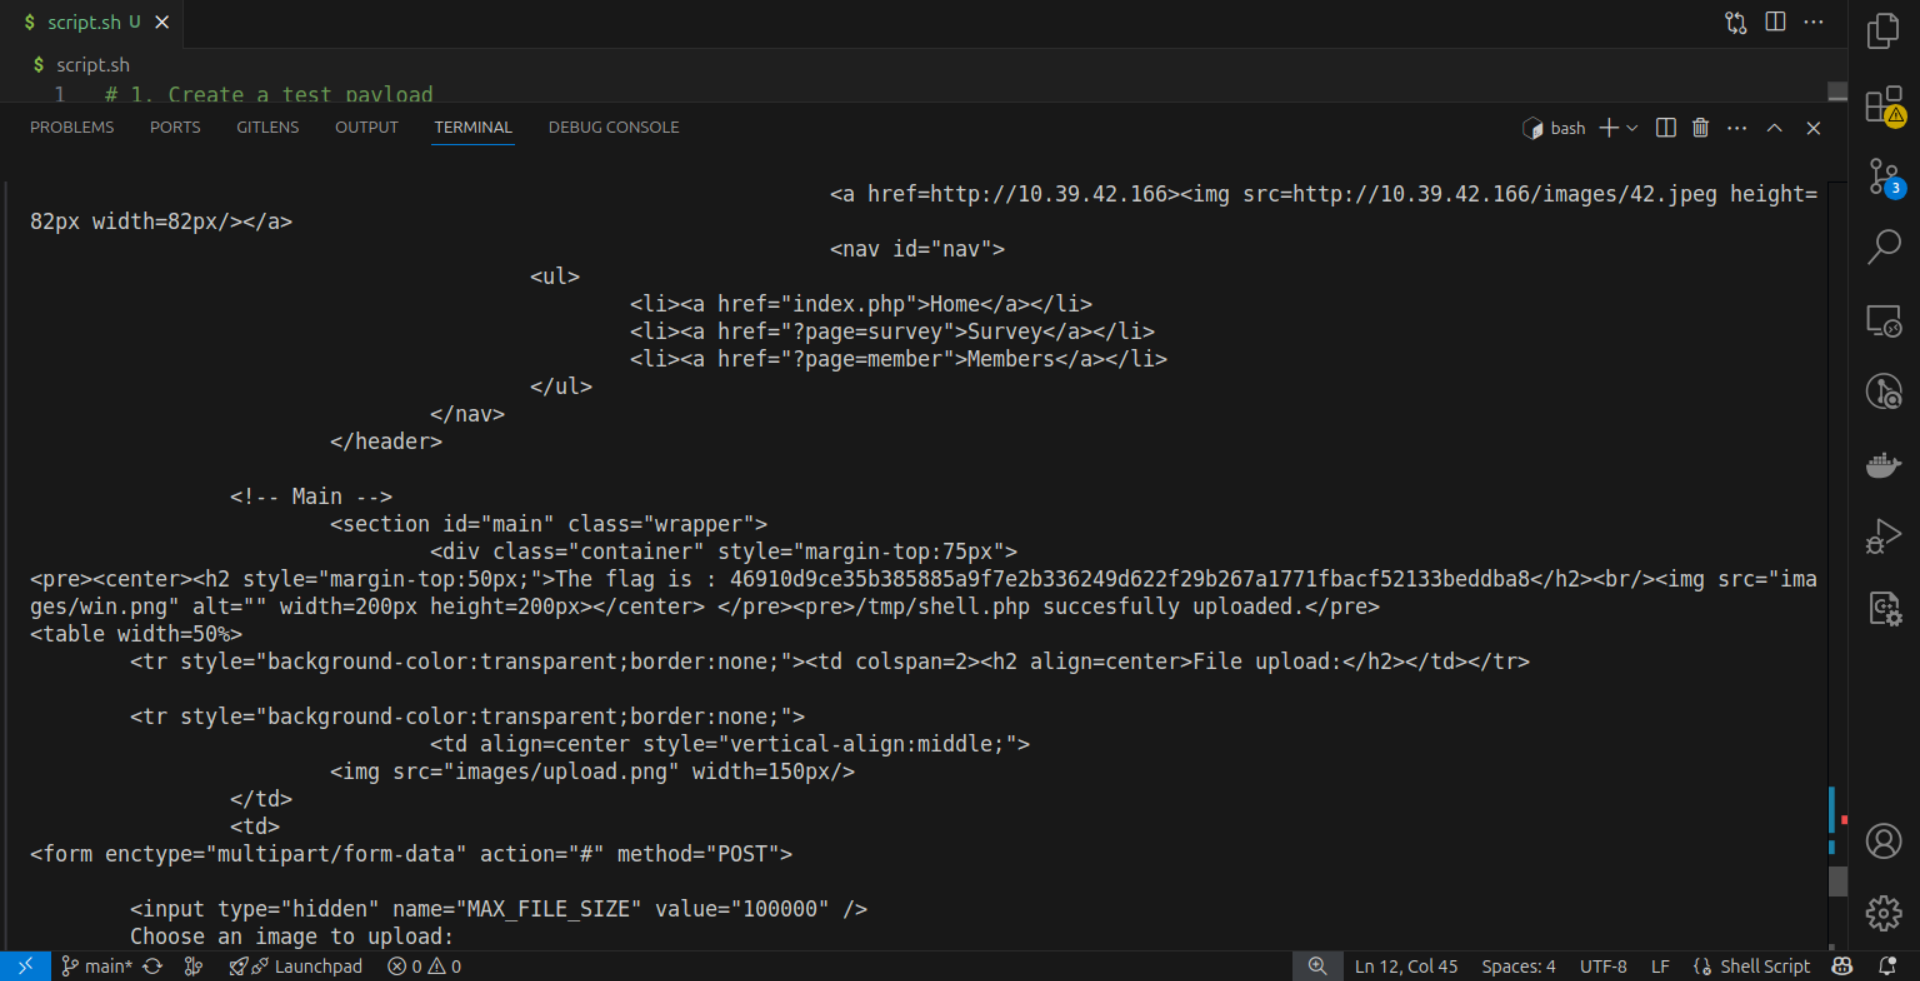 $ script.sh U
$ script.sh
1 # 1. Create a test payload
PROBLEMS PORTS GITLENS OUTPUT TERMINAL DEBUG CONSOLE bash
<a href=http://10.39.42.166><img src=http://10.39.42.166/images/42.jpeg height=
82px width=82px/></a>
<nav id="nav">
<ul>
<li><a href="index.php">Home</a></li>
<li><a href="?page=survey">Survey</a></li>
<li><a href="?page=member">Members</a></li>
</ul>
</nav>
</header>
<!-- Main -->
<section id="main" class="wrapper">
<div class="container" style="margin-top:75px">
<pre><center><h2 style="margin-top:50px;">The flag is : 46910d9ce35b385885a9f7e2b336249d622f29b267a1771fbacf52133beddba8</h2><br/><img src="ima
ges/win.png" alt="" width=200px height=200px></center> </pre><pre>/tmp/shell.php succesfully uploaded.</pre>
<table width=50%>
<tr style="background-color:transparent;border:none;"><td colspan=2><h2 align=center>File upload:</h2></td></tr>
<tr style="background-color:transparent;border:none;">
<td align=center style="vertical-align:middle;">
<img src="images/upload.png" width=150px/>
</td>
<td>
<form enctype="multipart/form-data" action="#" method="POST">
<input type="hidden" name="MAX_FILE_SIZE" value="100000" />
Choose an image to upload:
3
main* Launchpad 0 0 Ln 12, Col 45 Spaces: 4 UTF-8 LF Shell Script